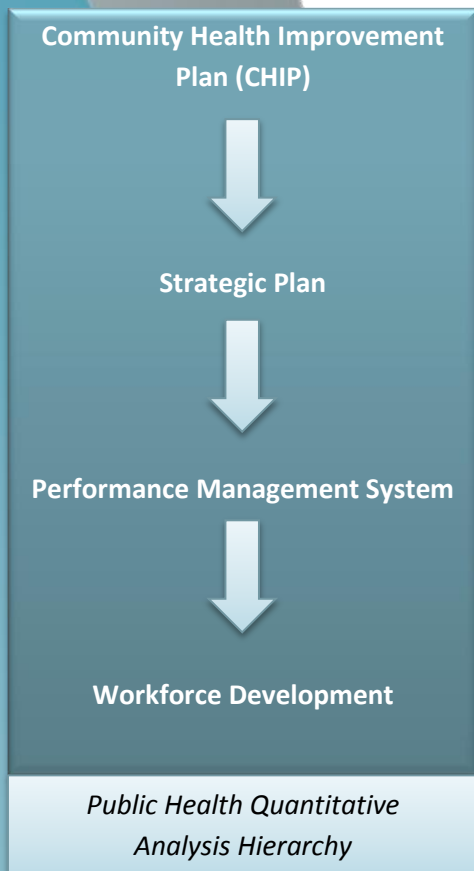 Community Health Improvement
Plan (CHIP)
Strategic Plan
Performance Management System
Workforce Development
Public Health Quantitative
Analysis Hierarchy